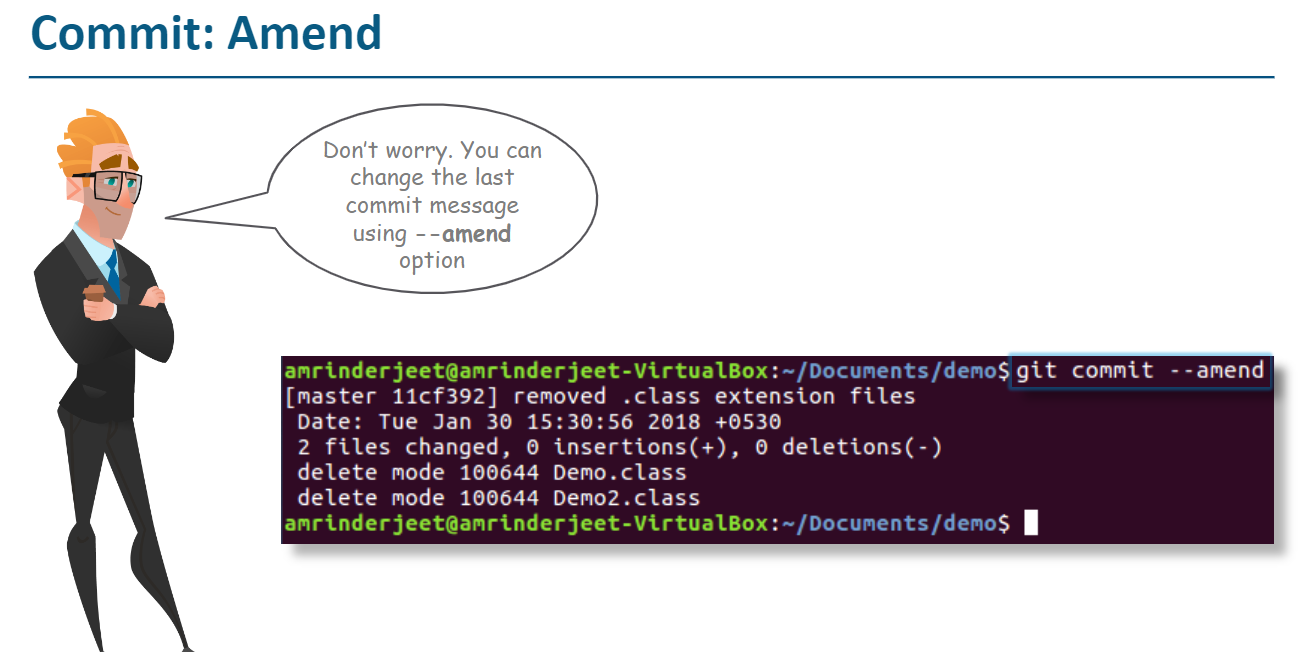 Commit: Amend
Don't worry. You can
change the last
commit message
using --amend
option
amrinderjeet@amrinderjeet-VirtualBox:~/Documents/demo$ git commit --amend
[master 11cf392] removed .class extension files
 Date: Tue Jan 30 15:30:56 2018 +0530
 2 files changed, 0 insertions(+), 0 deletions(-)
 delete mode 100644 Demo.class
 delete mode 100644 Demo2.class
amrinderjeet@amrinderjeet-VirtualBox:~/Documents/demo$